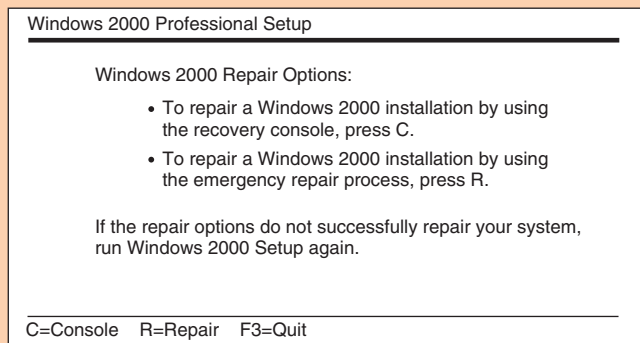 Windows 2000 Professional Setup
Windows 2000 Repair Options:
• To repair a Windows 2000 installation by using
the recovery console, press C.
• To repair a Windows 2000 installation by using
the emergency repair process, press R.
If the repair options do not successfully repair your system,
run Windows 2000 Setup again.
C=Console R=Repair F3=Quit